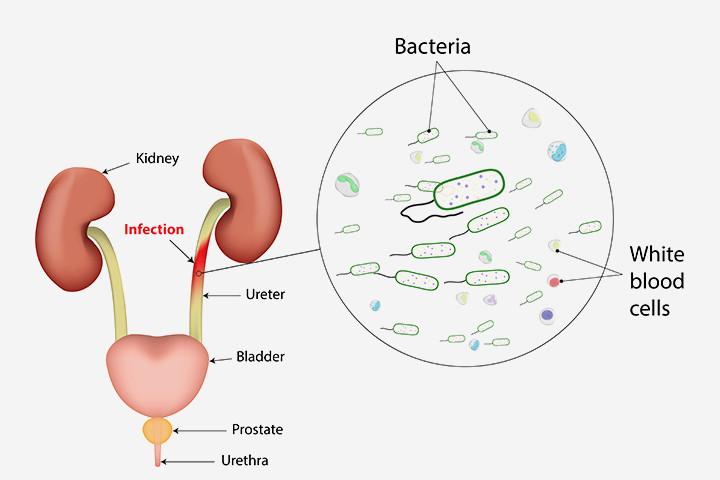 Bacteria
Kidney
Infection
Ureter
White
blood
cells
Bladder
Prostate
Urethra